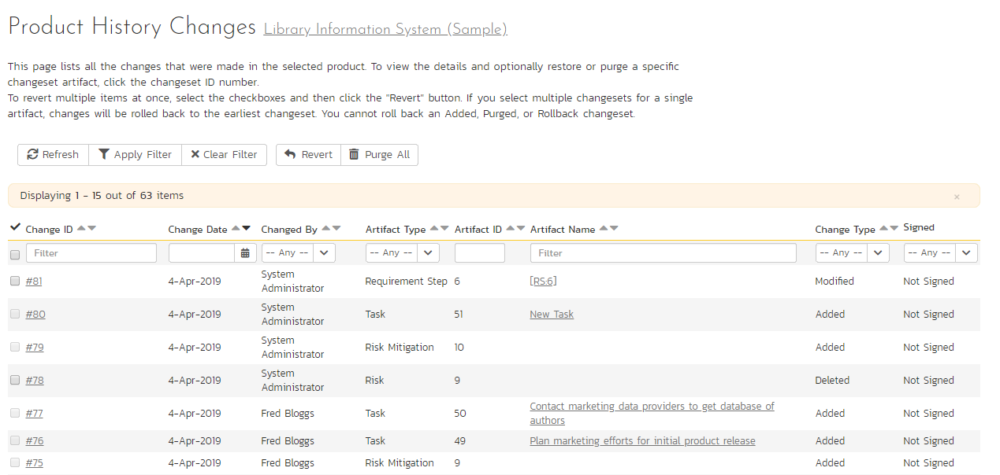 Product History Changes Library Information System (Sample)
This page lists all the changes that were made in the selected product. To view the details and optionally restore or purge a specific
changeset artifact, click the changeset ID number.
To revert multiple items at once, select the checkboxes and then click the "Revert" button. If you select multiple changesets for a single
artifact, changes will be rolled back to the earliest changeset. You cannot roll back an Added, Purged, or Rollback changeset.
Refresh Apply Filter Clear Filter Revert Purge All
Displaying 1 - 15 out of 63 items ×
Change ID Change Date Changed By Artifact Type Artifact ID Artifact Name Change Type Signed
Filter -- Any -- -- Any -- Filter -- Any -- -- Any --
#81 4-Apr-2019 System Administrator Requirement Step 6 [RS:6] Modified Not Signed
#80 4-Apr-2019 System Administrator Task 51 New Task Added Not Signed
#79 4-Apr-2019 System Administrator Risk Mitigation 10 Added Not Signed
#78 4-Apr-2019 System Administrator Risk 9 Deleted Not Signed
#77 4-Apr-2019 Fred Bloggs Task 50 Contact marketing data providers to get database of authors Added Not Signed
#76 4-Apr-2019 Fred Bloggs Task 49 Plan marketing efforts for initial product release Added Not Signed
#75 4-Apr-2019 Fred Bloggs Risk Mitigation 9 Added Not Signed